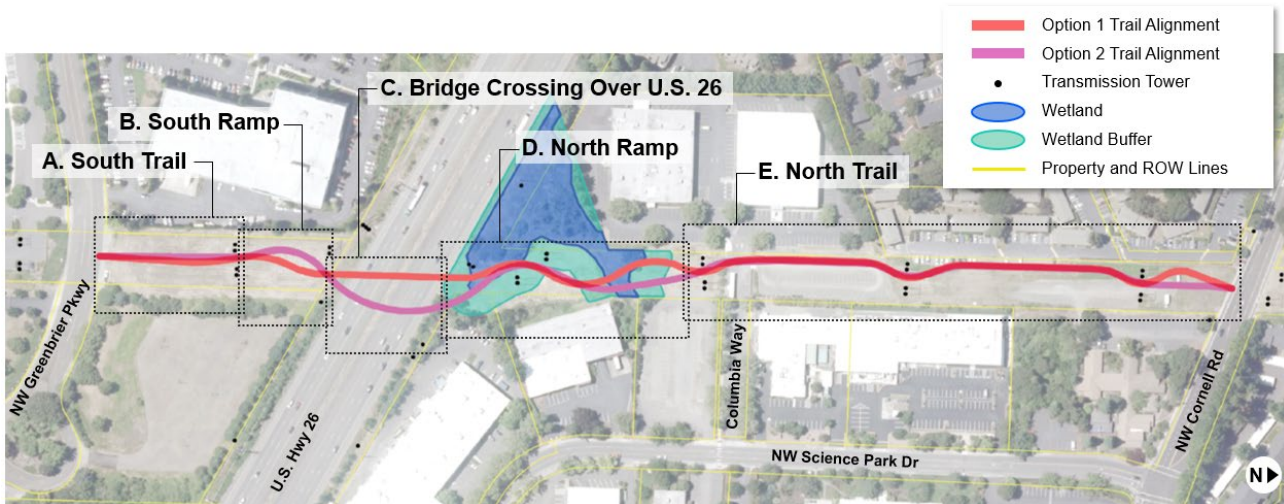 Option 1 Trail Alignment
Option 2 Trail Alignment
Transmission Tower
Wetland
Wetland Buffer
Property and ROW Lines
C. Bridge Crossing Over U.S. 26
B. South Ramp
A. South Trail
D. North Ramp
E. North Trail
NW Greenbrier Pkwy
U.S. Hwy 26
Columbia Way
NW Cornell Rd
NW Science Park Dr
N